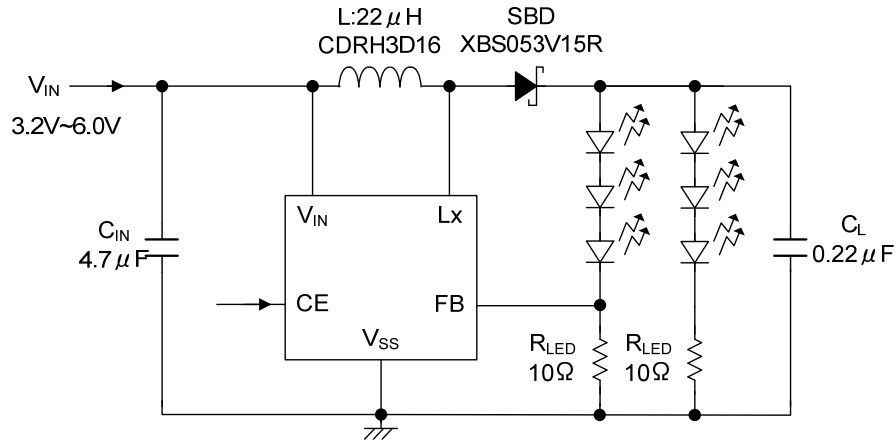 L:22μH
CDRH3D16
SBD
XBS053V15R
VIN
3.2V~6.0V
VIN
Lx
CIN
4.7μF
CL
0.22μF
CE
FB
VSS
RLED
10Ω
RLED
10Ω